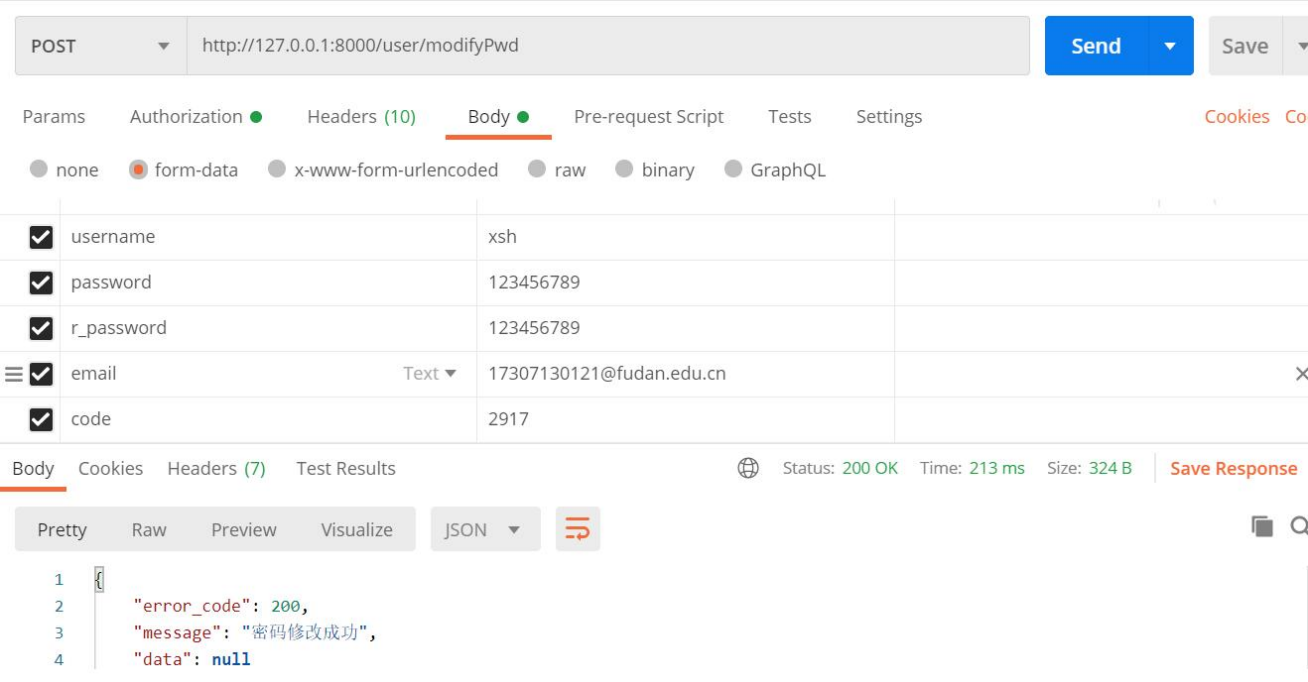 POST http://127.0.0.1:8000/user/modifyPwd Send Save
Params Authorization Headers (10) Body Pre-request Script Tests Settings Cookies Co
none form-data x-www-form-urlencoded raw binary GraphQL
username xsh
password 123456789
r_password 123456789
email Text 17307130121@fudan.edu.cn
code 2917
Body Cookies Headers (7) Test Results Status: 200 OK Time: 213 ms Size: 324 B Save Response
Pretty Raw Preview Visualize JSON
1 {
2 "error_code": 200,
3 "message": "密码修改成功",
4 "data": null